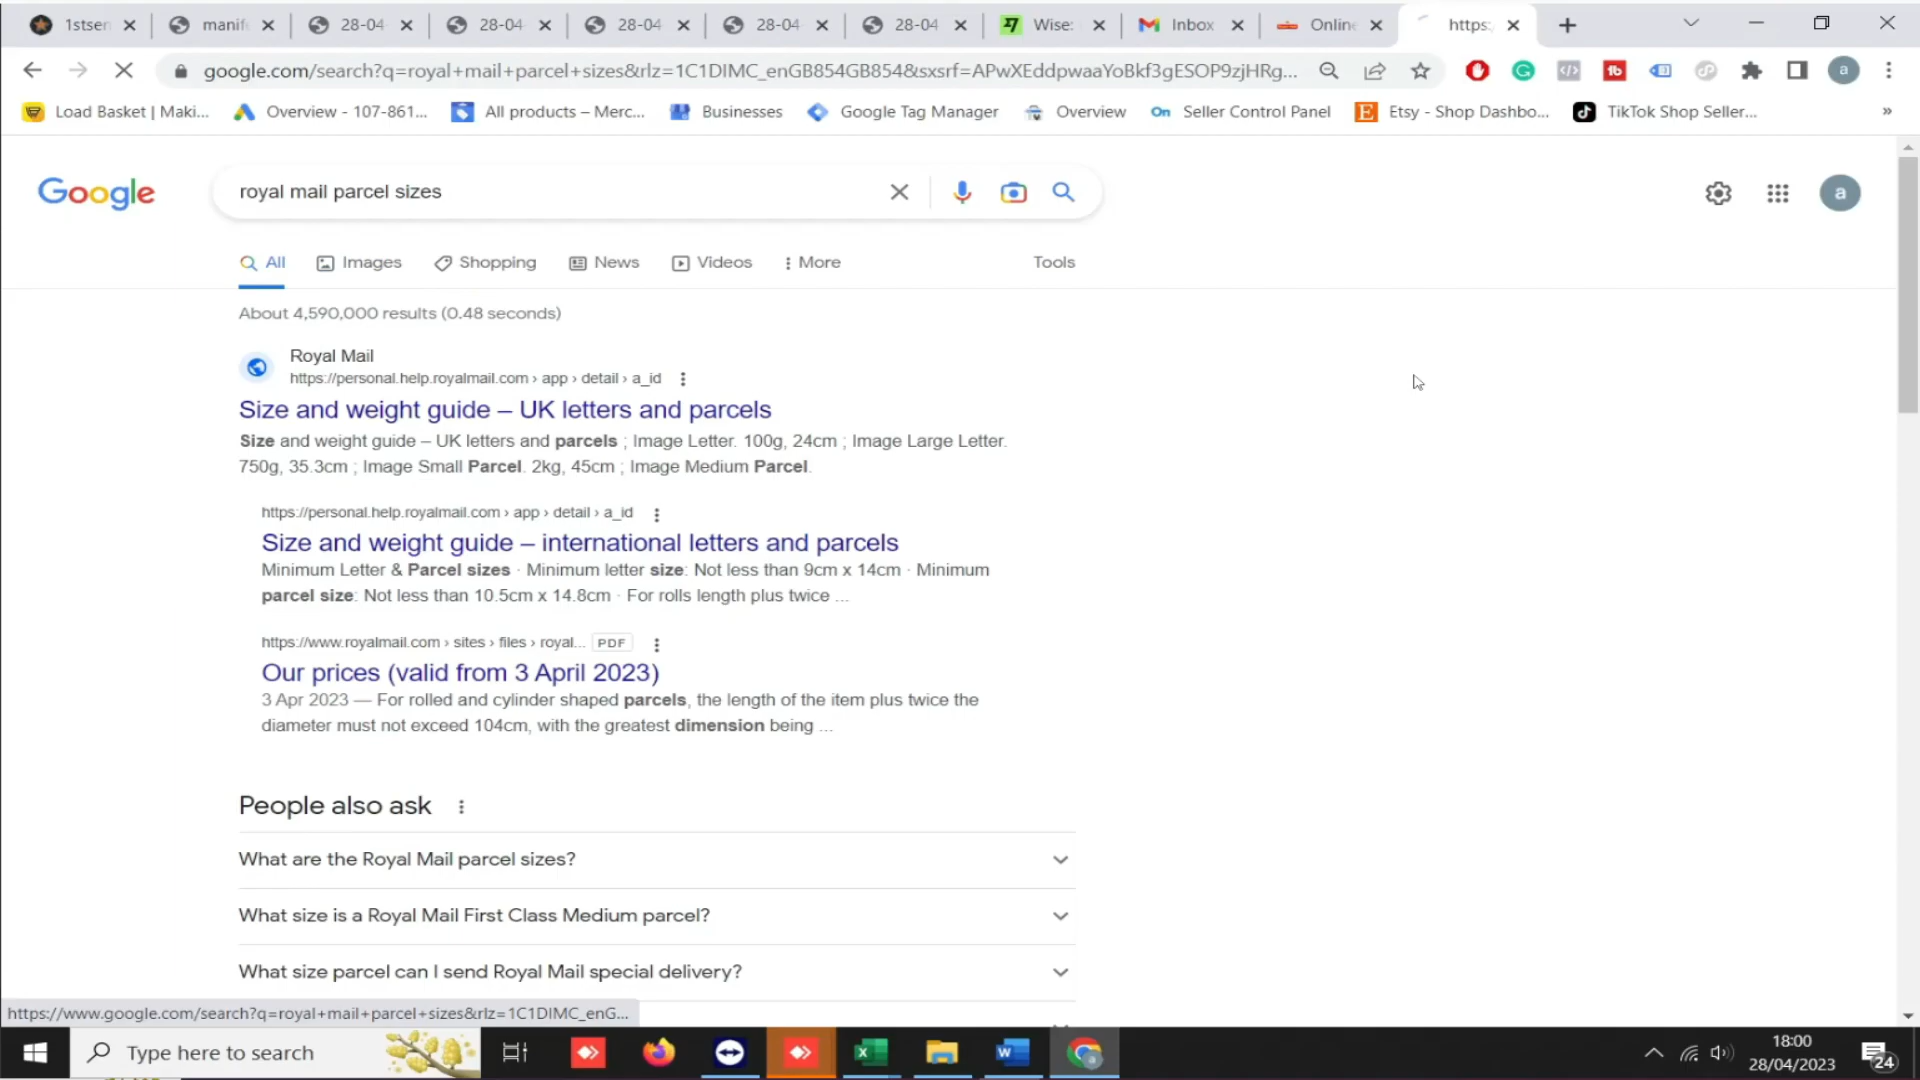 1stsen
manif
28-04
28-04
28-04
28-04
28-04
Wise:
Inbox
Online
https:
google.com/search?q=royal+mail+parcel+sizes&rlz=1C1DIMC_enGB854GB854&sxsrf=APwXEddpwaaYoBkf3gESOP9zjHRg...
a
Load Basket | Maki...
Overview - 107-861...
All products – Merc...
Businesses
Google Tag Manager
Overview
On Seller Control Panel
E Etsy - Shop Dashbo...
TikTok Shop Seller...
»
Google
royal mail parcel sizes
a
All
Images
Shopping
News
Videos
More
Tools
About 4,590,000 results (0.48 seconds)
Royal Mail
https://personal.help.royalmail.com › app › detail › a_id
Size and weight guide – UK letters and parcels
Size and weight guide – UK letters and parcels ; Image Letter. 100g, 24cm ; Image Large Letter.
750g, 35.3cm ; Image Small Parcel. 2kg, 45cm ; Image Medium Parcel.
https://personal.help.royalmail.com › app › detail › a_id
Size and weight guide – international letters and parcels
Minimum Letter & Parcel sizes · Minimum letter size: Not less than 9cm x 14cm · Minimum
parcel size: Not less than 10.5cm x 14.8cm · For rolls length plus twice ...
https://www.royalmail.com › sites › files › royal... PDF
Our prices (valid from 3 April 2023)
3 Apr 2023 — For rolled and cylinder shaped parcels, the length of the item plus twice the
diameter must not exceed 104cm, with the greatest dimension being ...
People also ask
What are the Royal Mail parcel sizes?
What size is a Royal Mail First Class Medium parcel?
What size parcel can I send Royal Mail special delivery?
https://www.google.com/search?q=royal+mail+parcel+sizes&rlz=1C1DIMC_enG...
Type here to search
18:00
28/04/2023
24